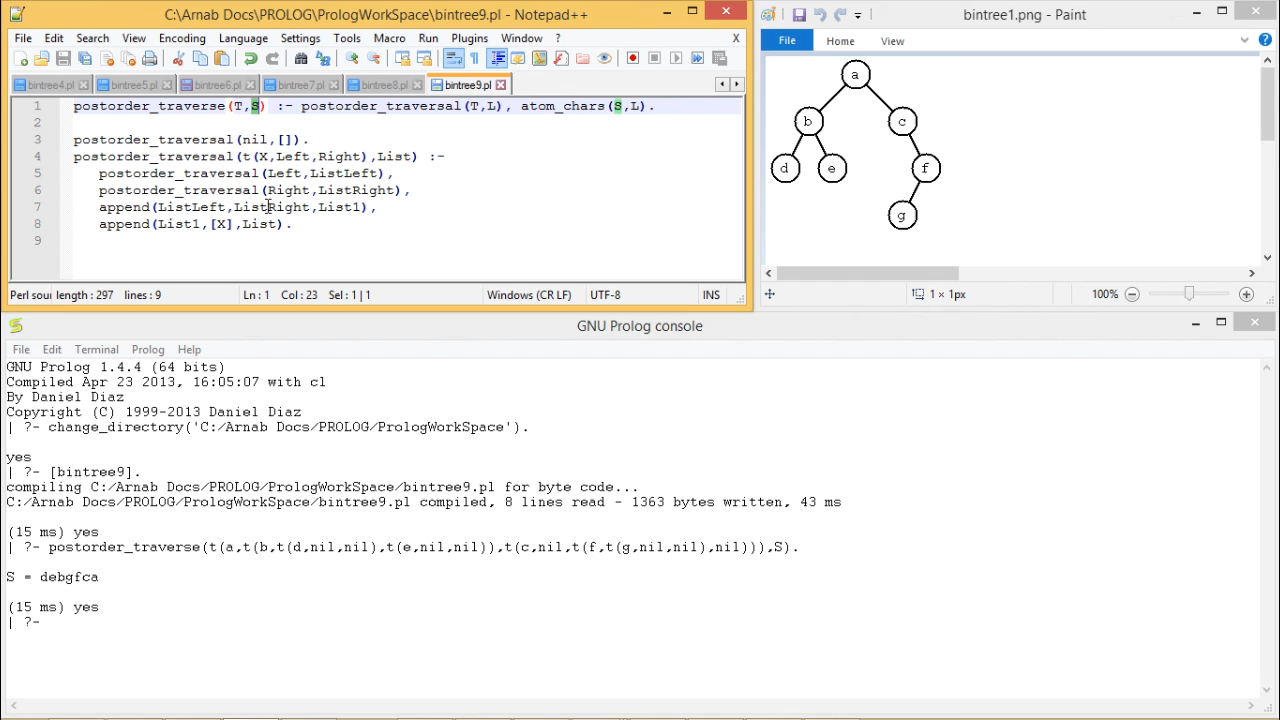 C:\Arnab Docs\PROLOG\PrologWorkSpace\bintree9.pl - Notepad++
File Edit Search View Encoding Language Settings Tools Macro Run Plugins Window ? X
bintree4.pl bintree5.pl bintree6.pl bintree7.pl bintree8.pl bintree9.pl
1 postorder_traverse(T,S) :- postorder_traversal(T,L), atom_chars(S,L).
2
3 postorder_traversal(nil,[]).
4 postorder_traversal(t(X,Left,Right),List) :-
5 postorder_traversal(Left,ListLeft),
6 postorder_traversal(Right,ListRight),
7 append(ListLeft,ListRight,List1),
8 append(List1,[X],List).
9
Perl sou length : 297 lines : 9 Ln : 1 Col : 23 Sel : 1 | 1 Windows (CR LF) UTF-8 INS
bintree1.png - Paint
File Home View
a
b c
d e f
g
1 × 1px 100%
GNU Prolog console
File Edit Terminal Prolog Help
GNU Prolog 1.4.4 (64 bits)
Compiled Apr 23 2013, 16:05:07 with cl
By Daniel Diaz
Copyright (C) 1999-2013 Daniel Diaz
| ?- change_directory('C:/Arnab Docs/PROLOG/PrologWorkSpace').
yes
| ?- [bintree9].
compiling C:/Arnab Docs/PROLOG/PrologWorkSpace/bintree9.pl for byte code...
C:/Arnab Docs/PROLOG/PrologWorkSpace/bintree9.pl compiled, 8 lines read - 1363 bytes written, 43 ms
(15 ms) yes
| ?- postorder_traverse(t(a,t(b,t(d,nil,nil),t(e,nil,nil)),t(c,nil,t(f,t(g,nil,nil),nil))),S).
S = debgfca
(15 ms) yes
| ?-